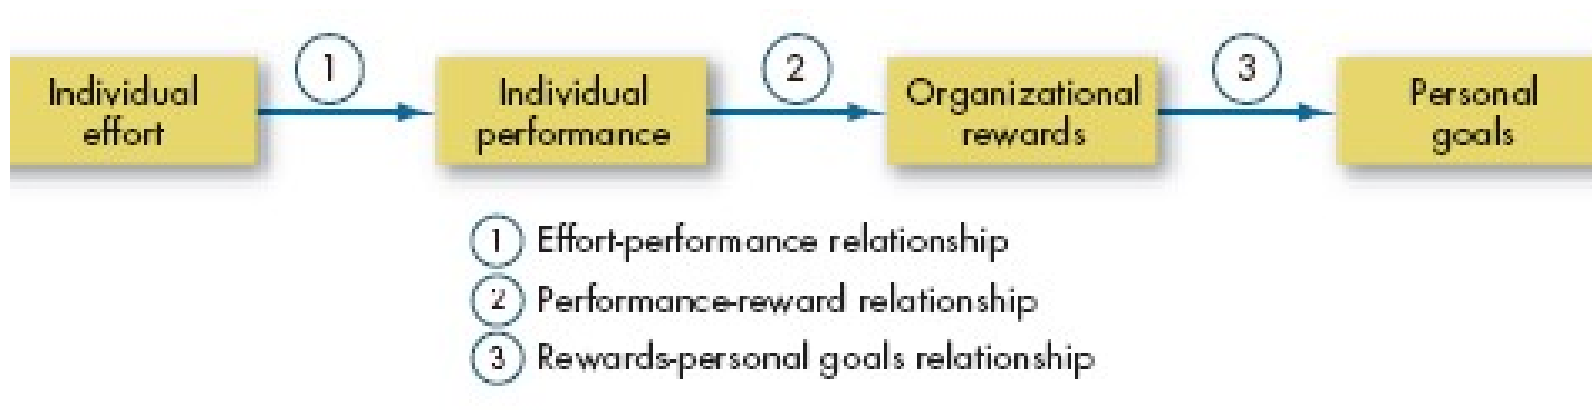 Individual
effort
1
Individual
performance
2
Organizational
rewards
3
Personal
goals
1 Effort-performance relationship
2 Performance-reward relationship
3 Rewards-personal goals relationship